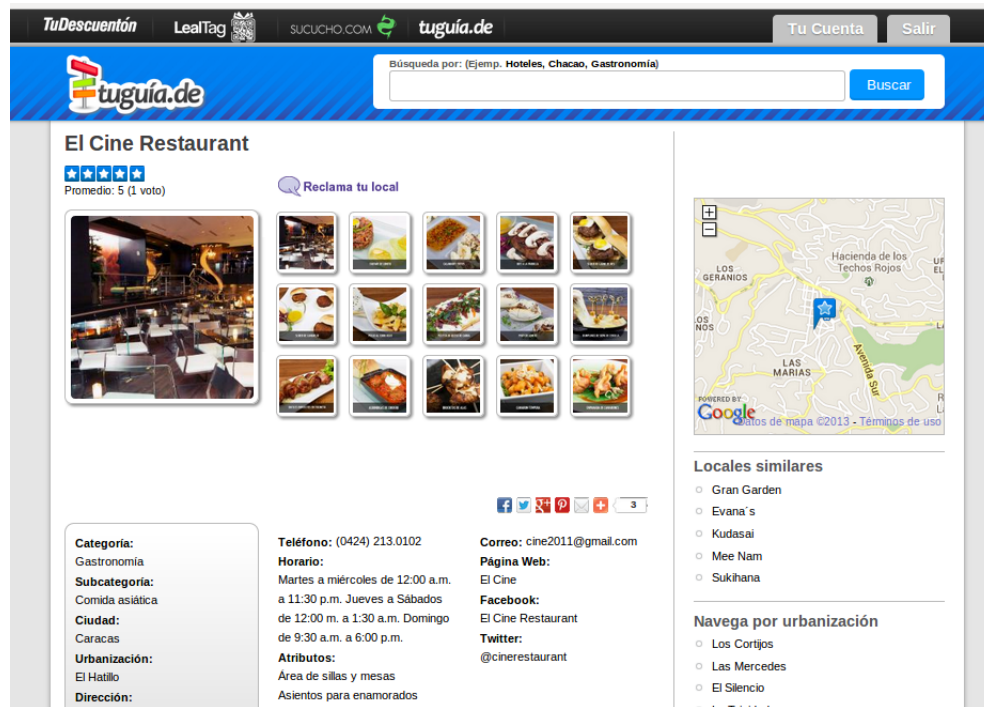 TuDescuentón
LealTag
SUCUCHO.COM
tuguía.de
Tu Cuenta
Salir
tuguía.de
Búsqueda por: (Ejemp. Hoteles, Chacao, Gastronomía)
Buscar
El Cine Restaurant
Promedio: 5 (1 voto)
Reclama tu local
+
−
Hacienda de los
Techos Rojos
LOS
GERANIOS
LAS
MARIAS
Avenida Sur
POWERED BY
Google
Datos de mapa ©2013 - Términos de uso
3
Categoría:
Gastronomía
Subcategoría:
Comida asiática
Ciudad:
Caracas
Urbanización:
El Hatillo
Dirección:
Teléfono: (0424) 213.0102
Horario:
Martes a miércoles de 12:00 a.m.
a 11:30 p.m. Jueves a Sábados
de 12:00 m. a 1:30 a.m. Domingo
de 9:30 a.m. a 6:00 p.m.
Atributos:
Área de sillas y mesas
Asientos para enamorados
Correo: cine2011@gmail.com
Página Web:
El Cine
Facebook:
El Cine Restaurant
Twitter:
@cinerestaurant
Locales similares
Gran Garden
Evana´s
Kudasai
Mee Nam
Sukihana
Navega por urbanización
Los Cortijos
Las Mercedes
El Silencio